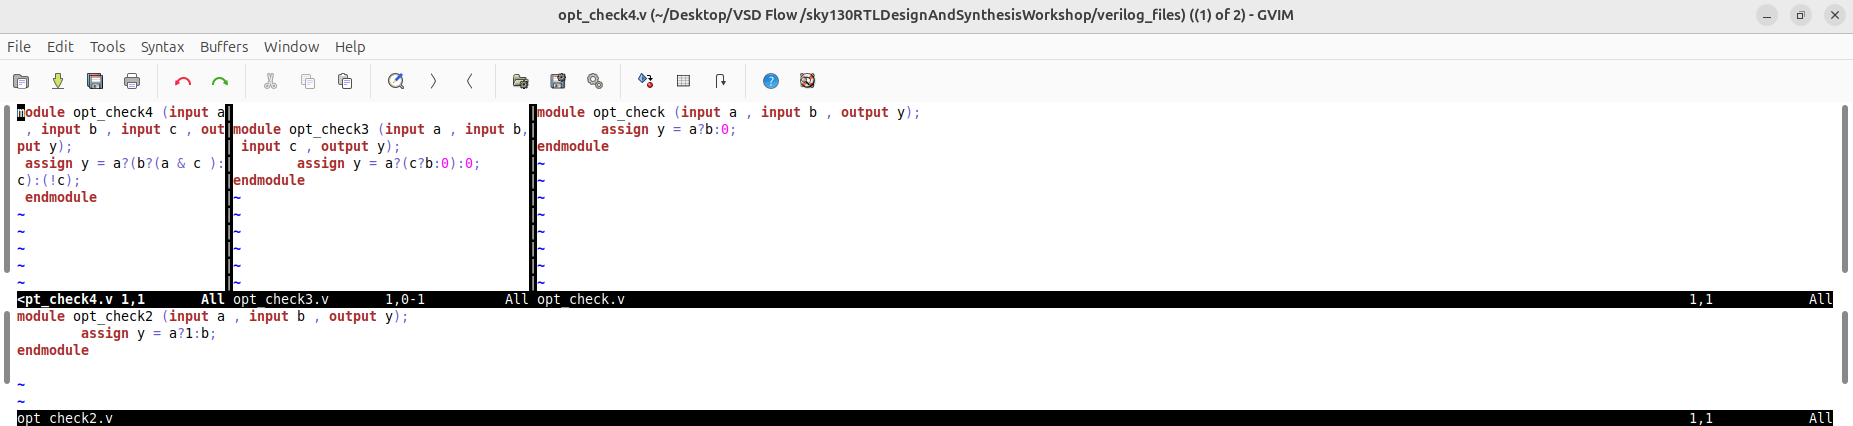 opt_check4.v (~/Desktop/VSD Flow /sky130RTLDesignAndSynthesisWorkshop/verilog_files) ((1) of 2) - GVIM
File Edit Tools Syntax Buffers Window Help
module opt_check4 (input a
 , input b , input c , out
put y);
 assign y = a?(b?(a & c ):
c):(!c);
 endmodule
~
~
~
~
~
<pt_check4.v 1,1 All
module opt_check3 (input a , input b,
 input c , output y);
        assign y = a?(c?b:0):0;
endmodule
~
~
~
~
~
~
opt_check3.v 1,0-1 All
module opt_check (input a , input b , output y);
        assign y = a?b:0;
endmodule
~
~
~
~
~
~
~
~
opt_check.v 1,1 All
module opt_check2 (input a , input b , output y);
        assign y = a?1:b;
endmodule
~
~
opt_check2.v 1,1 All